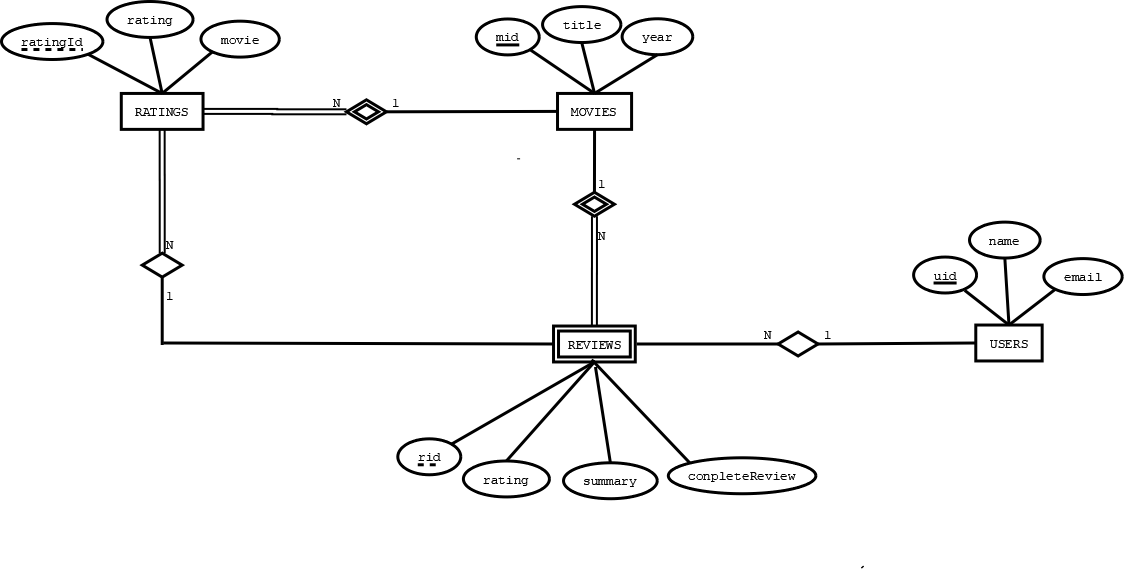 rating
title
ratingId
movie
mid
year
N
1
RATINGS
MOVIES
1
N
N
1
name
uid
email
REVIEWS
N
1
USERS
rid
rating
summary
conpleteReview